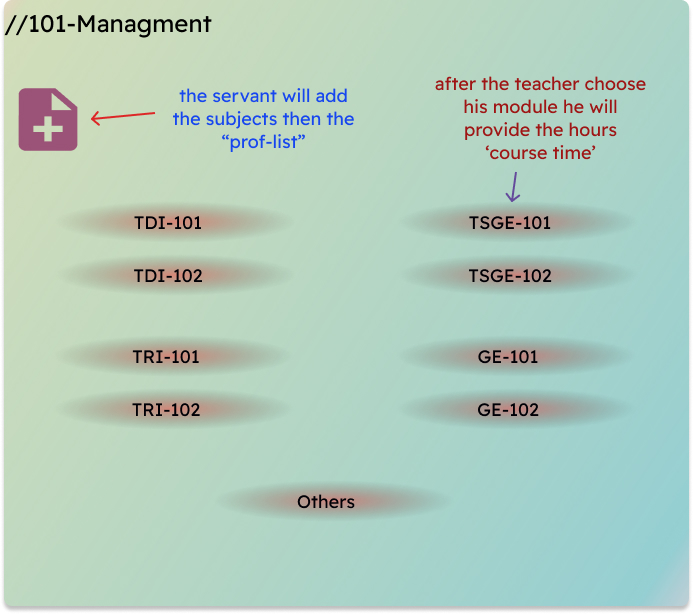 //101-Managment
the servant will add
the subjects then the
“prof-list”
after the teacher choose
his module he will
provide the hours
‘course time’
TDI-101
TSGE-101
TDI-102
TSGE-102
TRI-101
GE-101
TRI-102
GE-102
Others